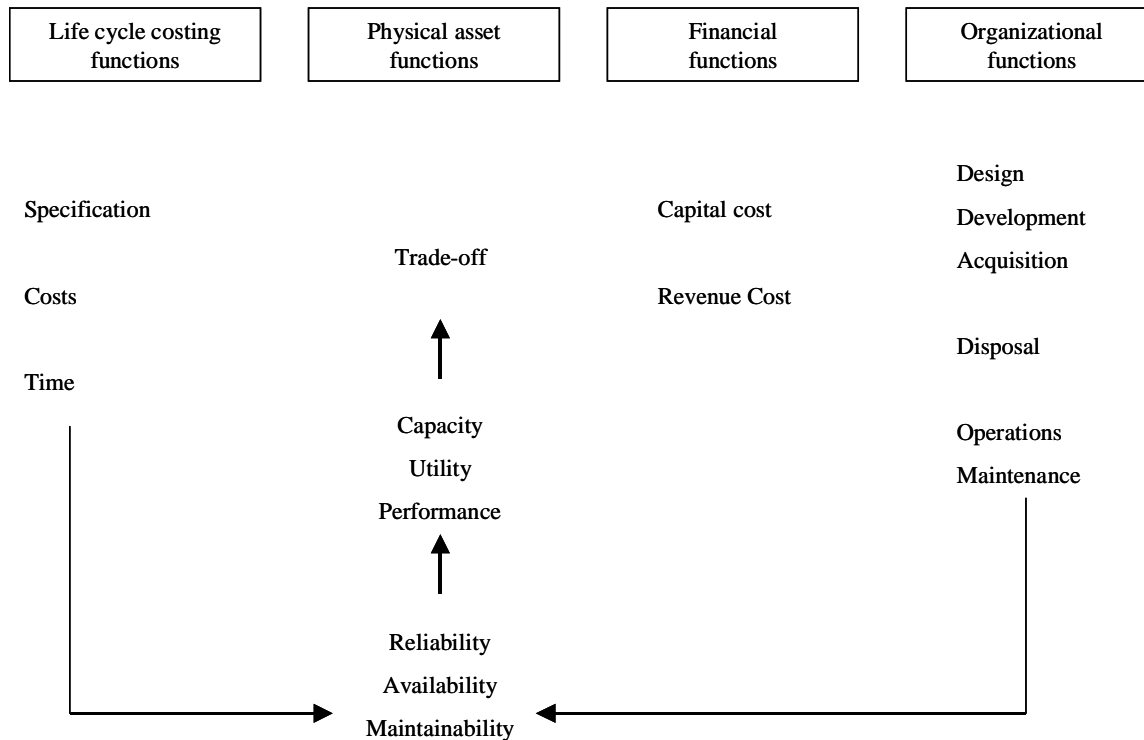 Life cycle costing
functions
Physical asset
functions
Financial
functions
Organizational
functions
Specification
Costs
Time
Trade-off
Capacity
Utility
Performance
Reliability
Availability
Maintainability
Capital cost
Revenue Cost
Design
Development
Acquisition
Disposal
Operations
Maintenance